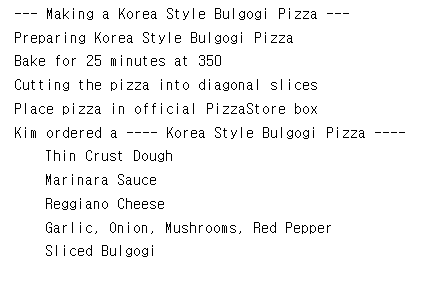 --- Making a Korea Style Bulgogi Pizza ---
Preparing Korea Style Bulgogi Pizza
Bake for 25 minutes at 350
Cutting the pizza into diagonal slices
Place pizza in official PizzaStore box
Kim ordered a ---- Korea Style Bulgogi Pizza ----
Thin Crust Dough
Marinara Sauce
Reggiano Cheese
Garlic, Onion, Mushrooms, Red Pepper
Sliced Bulgogi